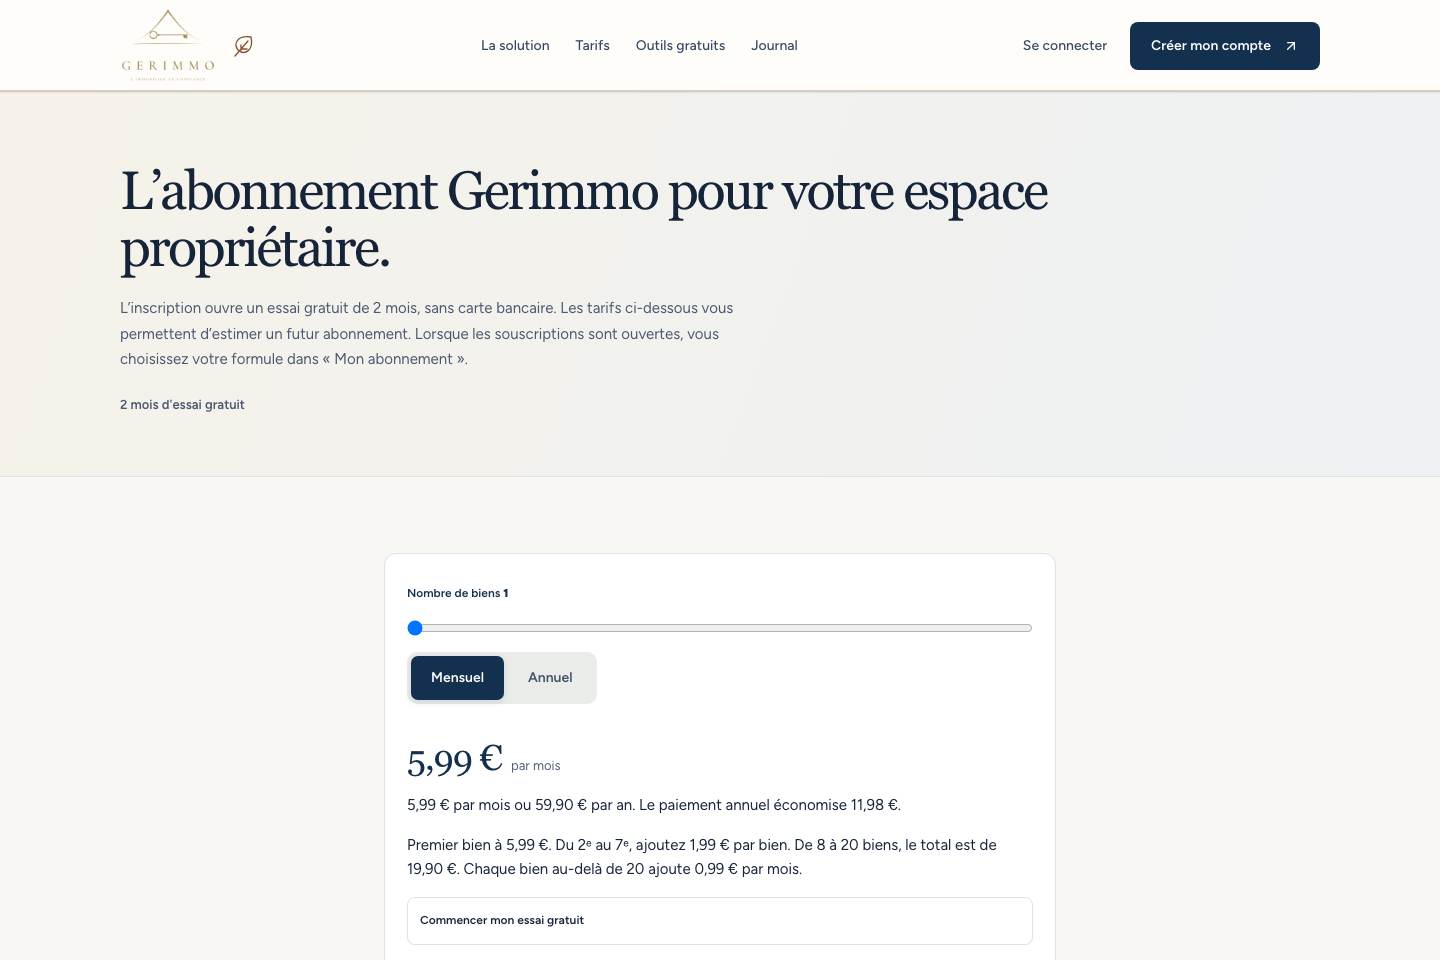 GERIMMO
La solution
Tarifs
Outils gratuits
Journal
Se connecter
Créer mon compte
L’abonnement Gerimmo pour votre espace
propriétaire.
L’inscription ouvre un essai gratuit de 2 mois, sans carte bancaire. Les tarifs ci-dessous vous
permettent d’estimer un futur abonnement. Lorsque les souscriptions sont ouvertes, vous
choisissez votre formule dans « Mon abonnement ».
2 mois d'essai gratuit
Nombre de biens 1
Mensuel
Annuel
5,99 € par mois
5,99 € par mois ou 59,90 € par an. Le paiement annuel économise 11,98 €.
Premier bien à 5,99 €. Du 2ᵉ au 7ᵉ, ajoutez 1,99 € par bien. De 8 à 20 biens, le total est de
19,90 €. Chaque bien au-delà de 20 ajoute 0,99 € par mois.
Commencer mon essai gratuit